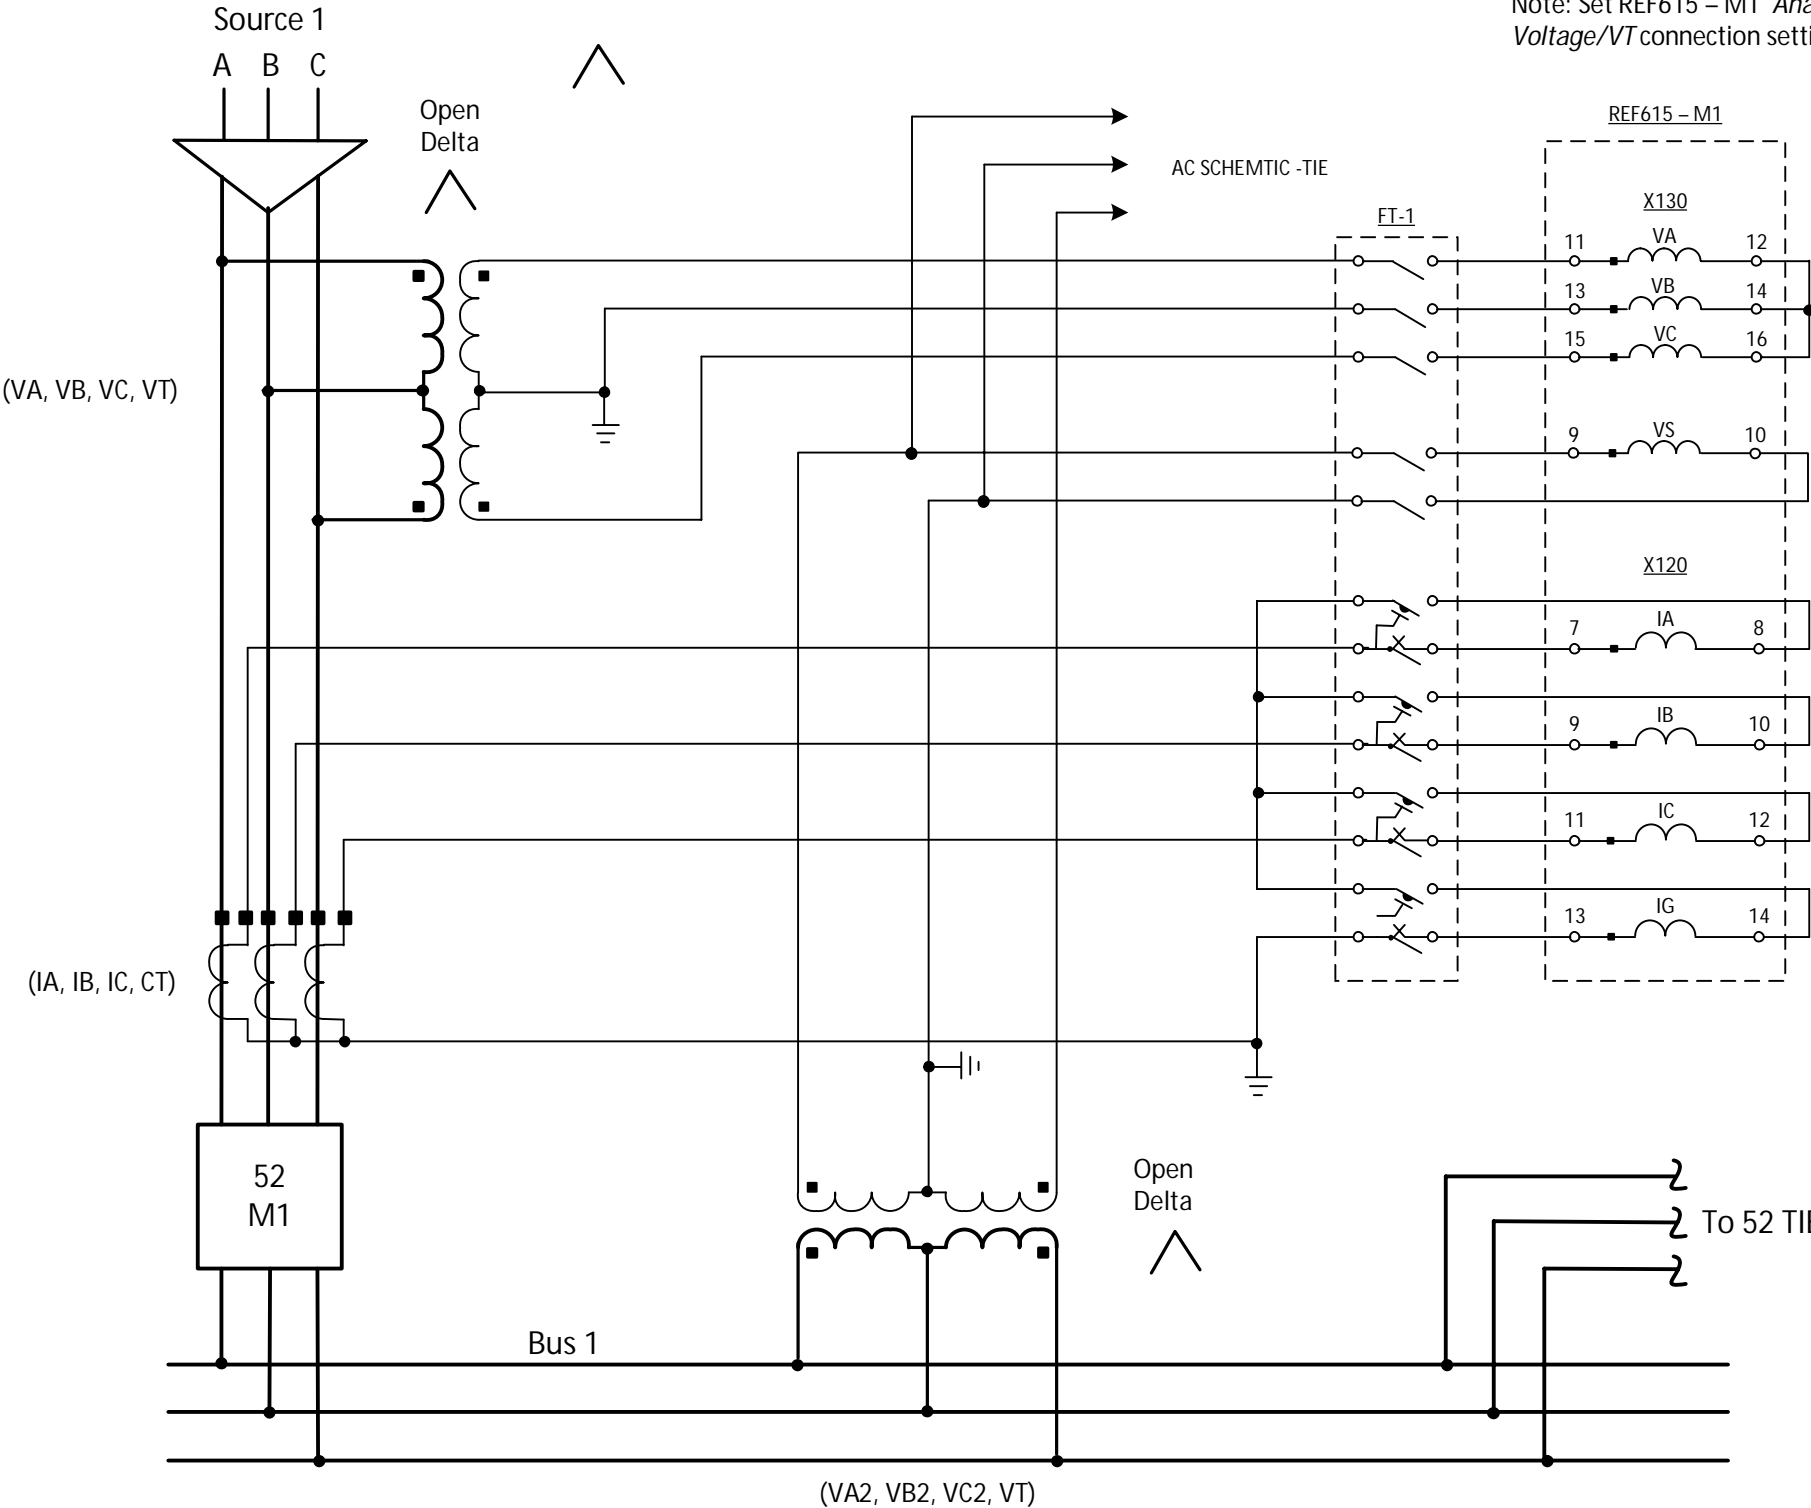 Source 1
A B C
Note: Set REF615 – M1
Voltage/VT connection
Open
Delta
REF615 – M1
AC SCHEMTIC -TIE
FT-1
X130
11 VA 12
13 VB 14
15 VC 16
(VA, VB, VC, VT)
9 VS 10
X120
7 IA 8
9 IB 10
11 IC 12
13 IG 14
(IA, IB, IC, CT)
52
M1
Open
Delta
To 52
Bus 1
(VA2, VB2, VC2, VT)